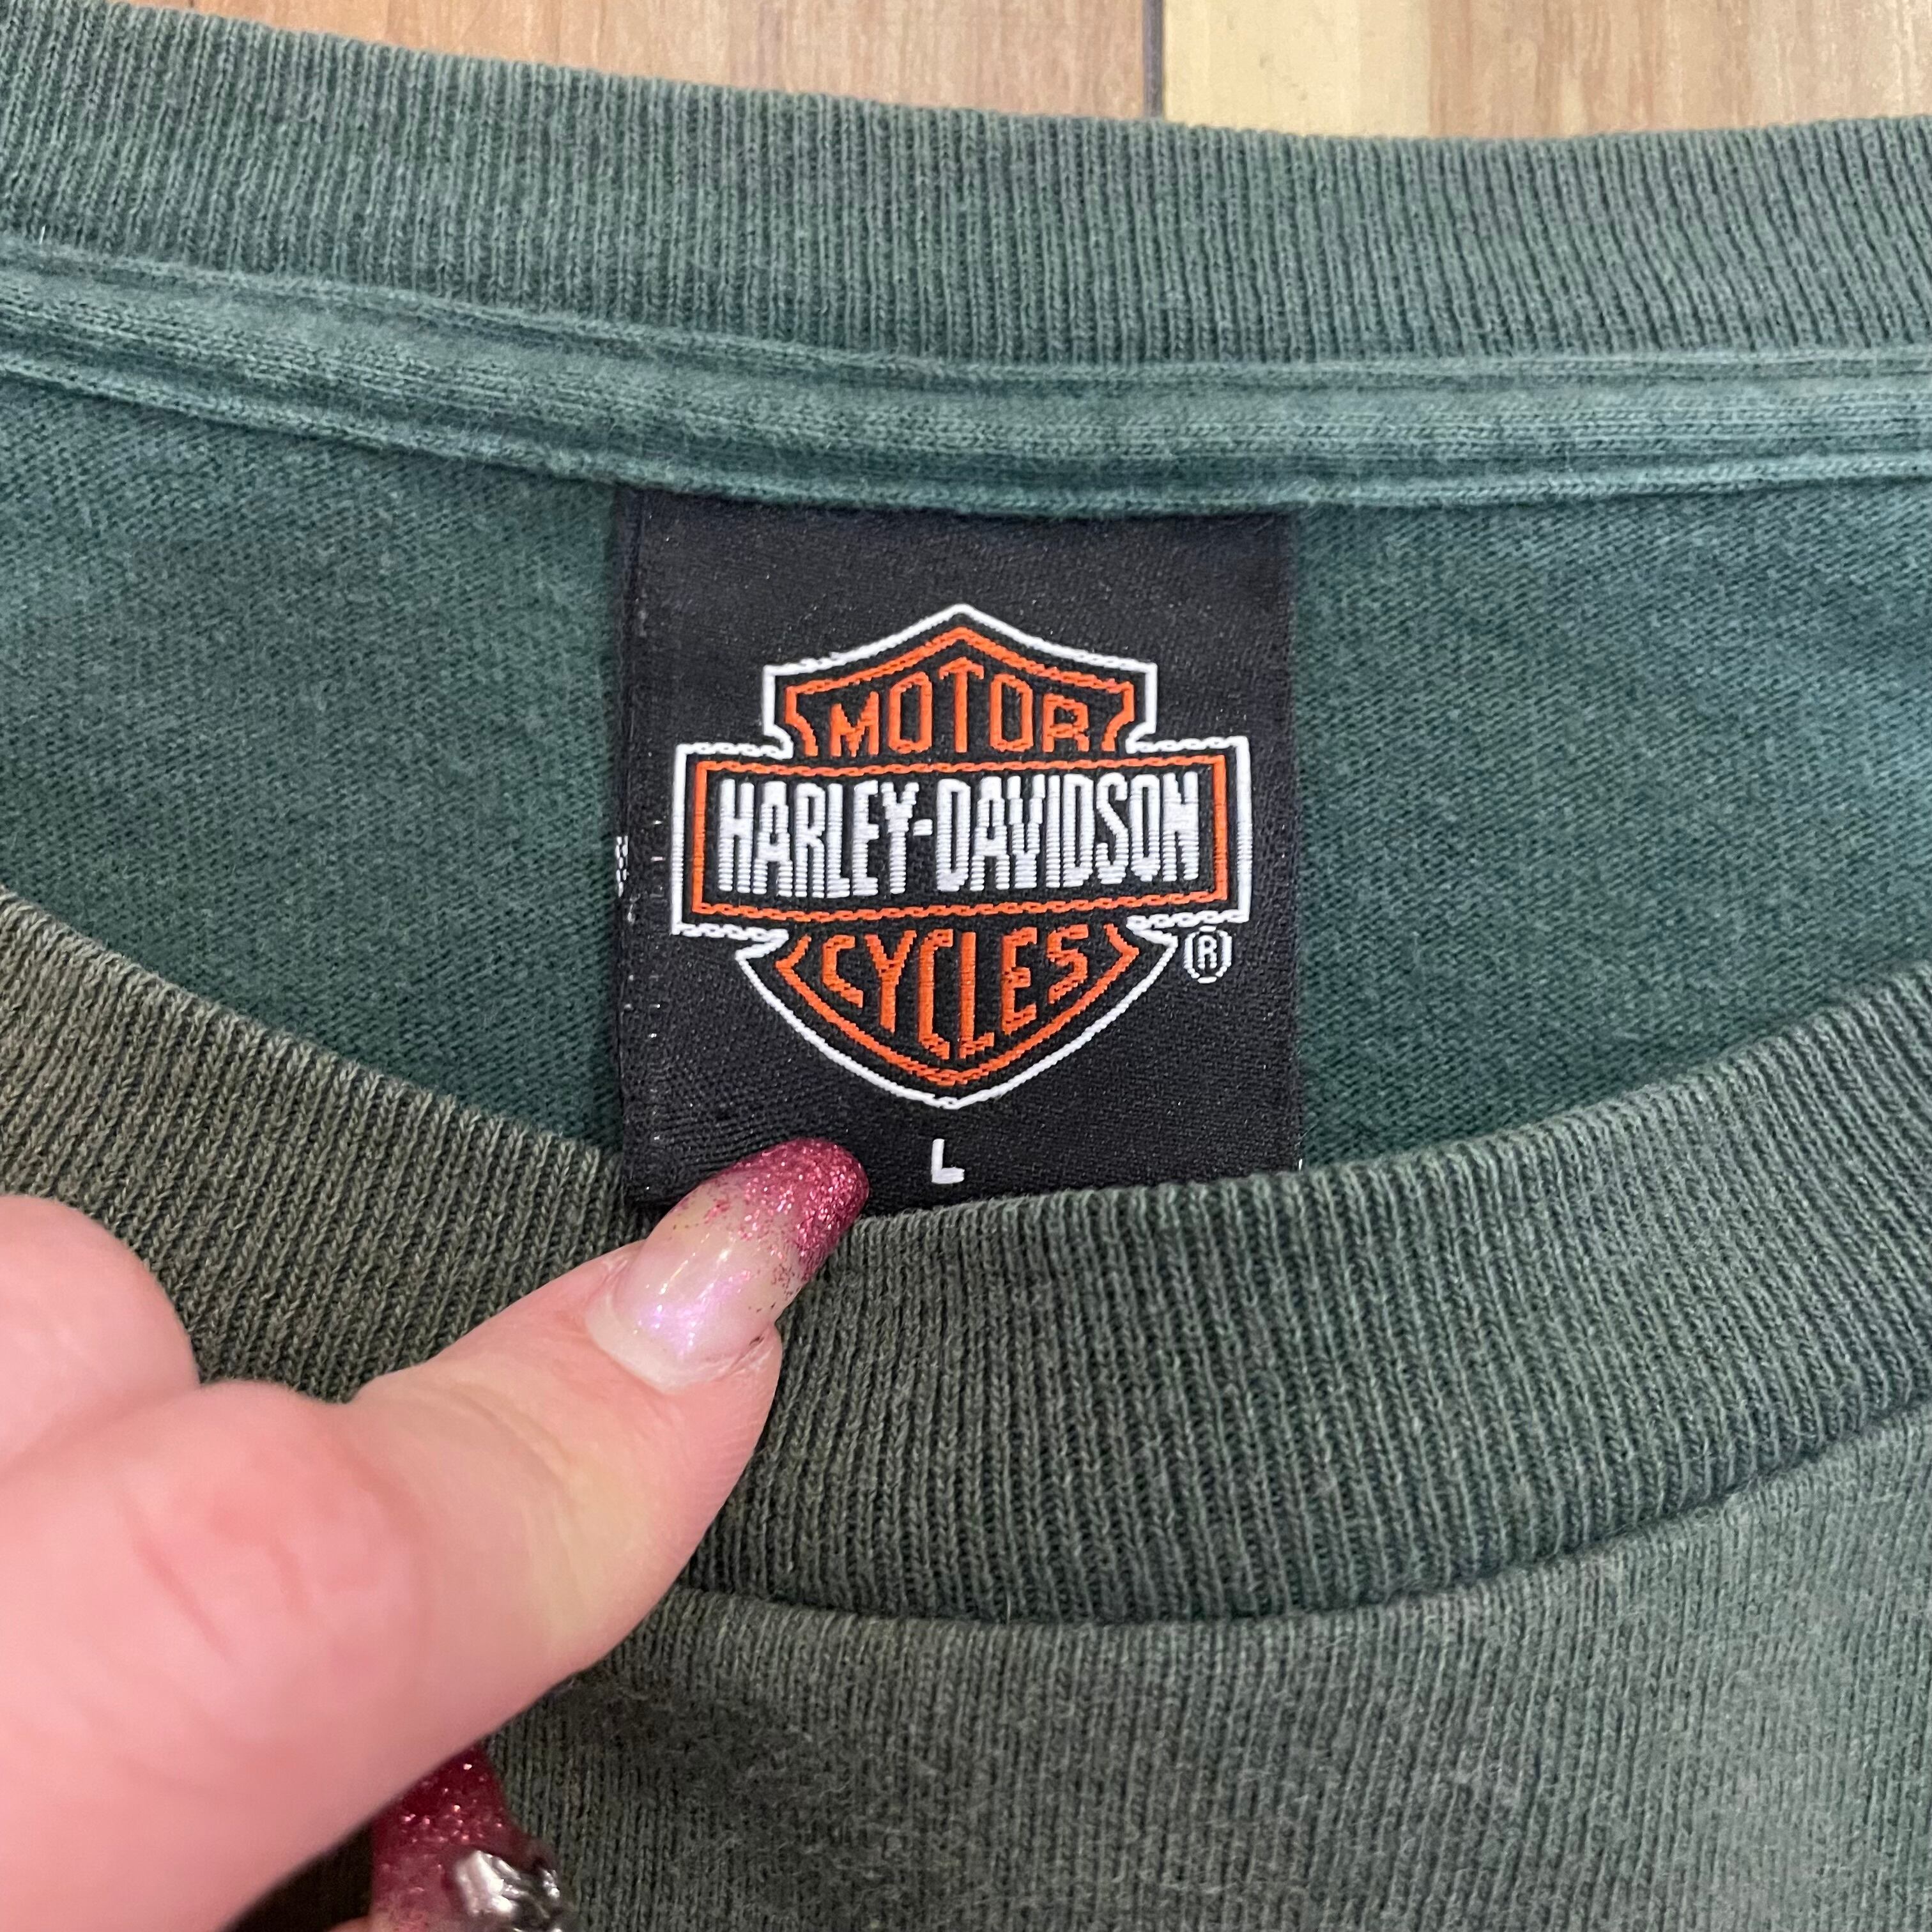 MOTOR
HARLEY-DAVIDSON
CYCLES
®
L